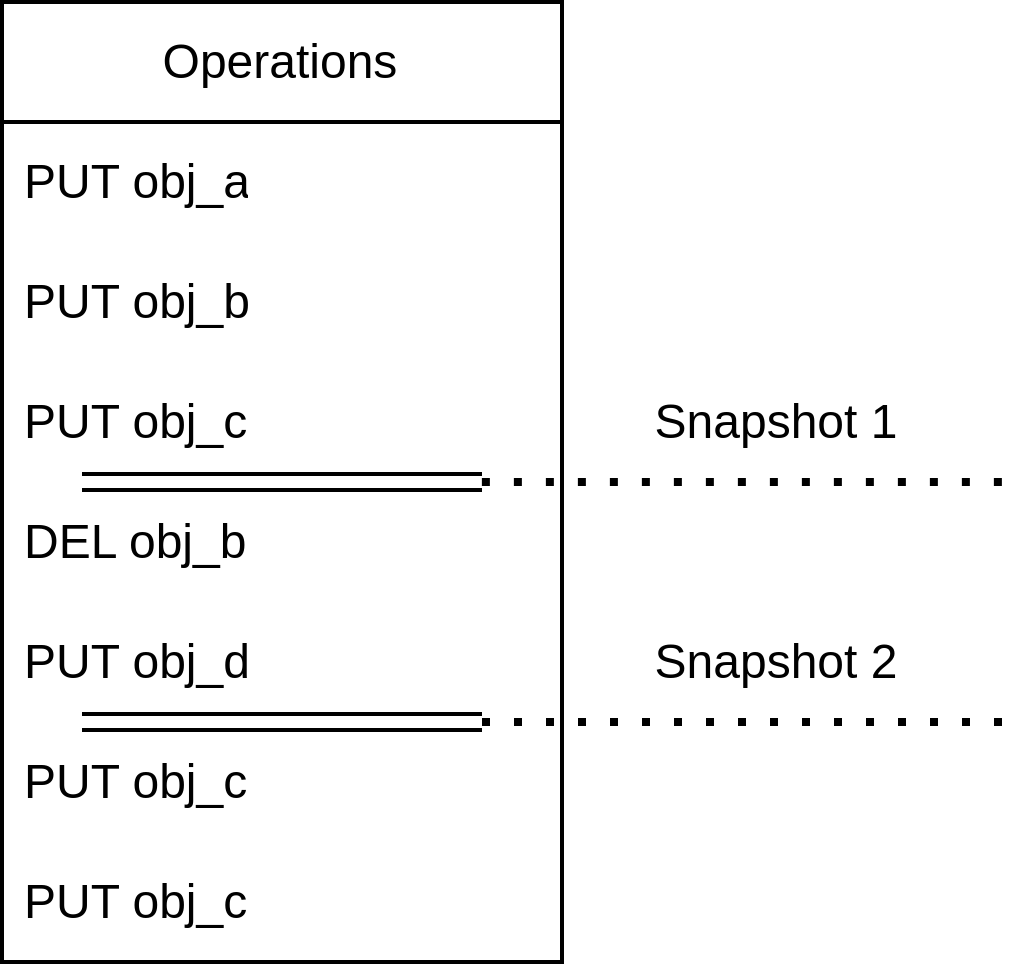 Operations
PUT obj_a
PUT obj_b
PUT obj_c
Snapshot 1
DEL obj_b
PUT obj_d
Snapshot 2
PUT obj_c
PUT obj_c